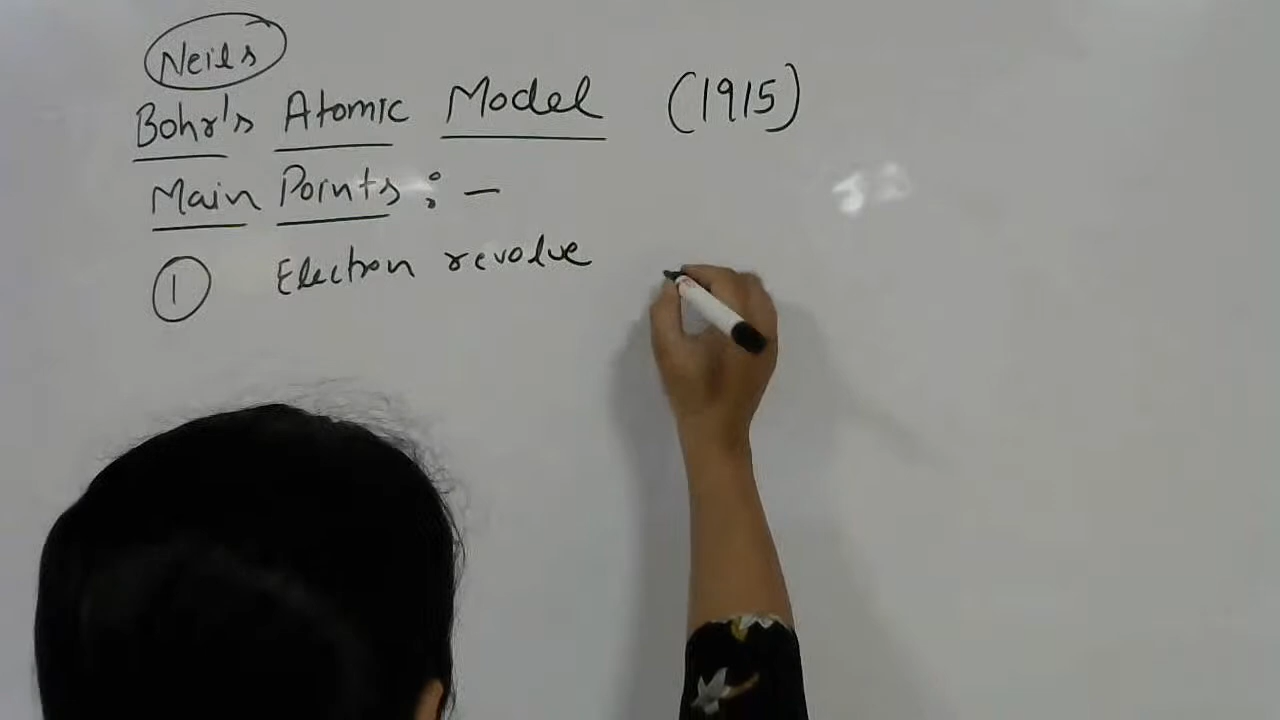 Neils
Bohr's Atomic Model (1915)
Main Points : -
1 Electron revolve